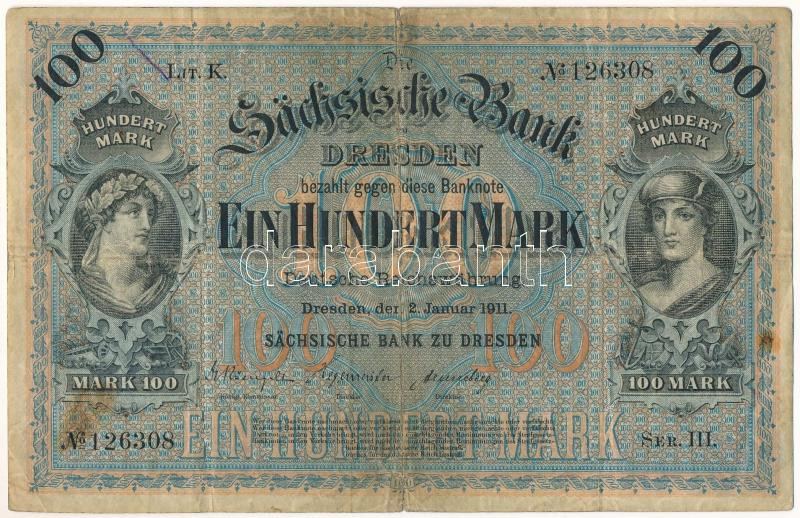 100
100
Lit. K.
№ 126308
Die
Sächsische Bank
HUNDERT
MARK
HUNDERT
MARK
DRESDEN
bezahlt gegen diese Banknote
EIN HUNDERT MARK
100
darabanth
Deutsche Reichswährung
Dresden, den 2. Januar 1911.
SÄCHSISCHE BANK ZU DRESDEN
100
100
MARK 100
100 MARK
№ 126308
EIN HUNDERT MARK
Ser. III.